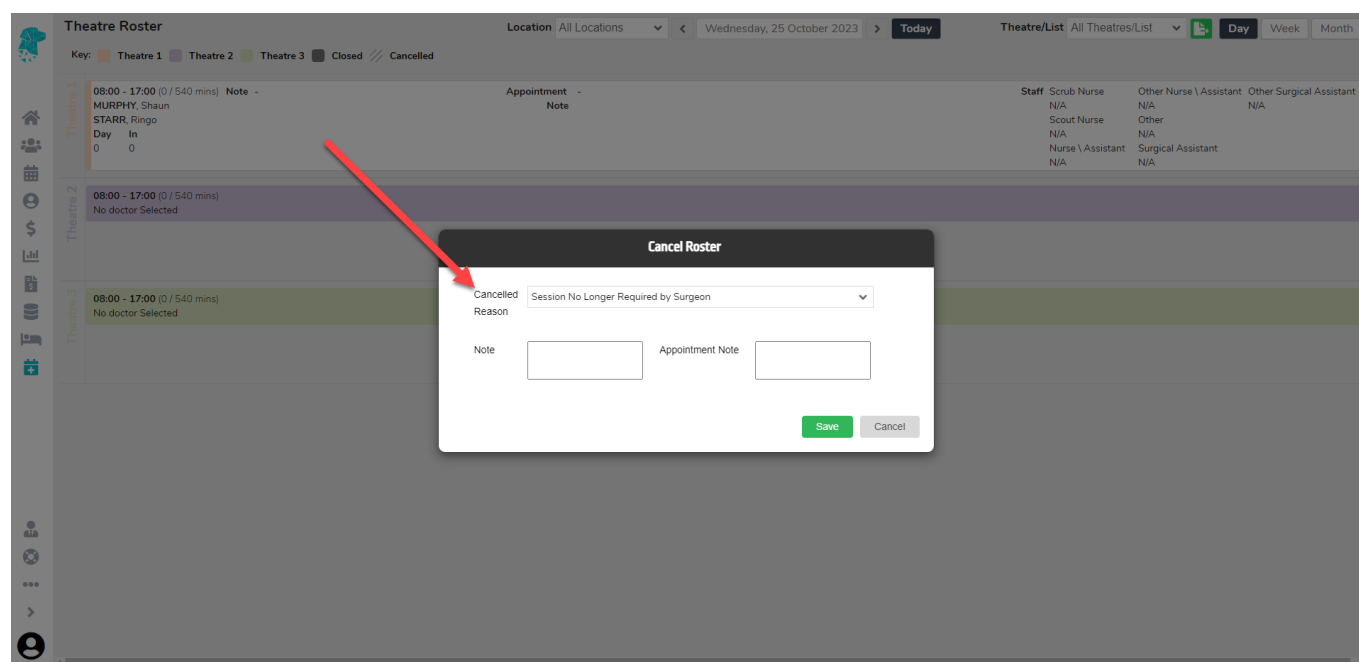 Theatre Roster Location All Locations Wednesday, 25 October 2023 Today Theatre/List All Theatres/List Day Week Month
Key: Theatre 1 Theatre 2 Theatre 3 Closed Cancelled
Theatre 1
08:00 - 17:00 (0 / 540 mins) Note - Appointment - Staff Scrub Nurse Other Nurse \ Assistant Other Surgical Assistant
MURPHY, Shaun Note N/A N/A N/A
STARR, Ringo Scout Nurse Other
Day In N/A N/A
0 0 Nurse \ Assistant Surgical Assistant
N/A N/A
Theatre 2
08:00 - 17:00 (0 / 540 mins)
No doctor Selected
Theatre 3
08:00 - 17:00 (0 / 540 mins)
No doctor Selected
Cancel Roster
Cancelled Session No Longer Required by Surgeon
Reason
Note Appointment Note
Save Cancel